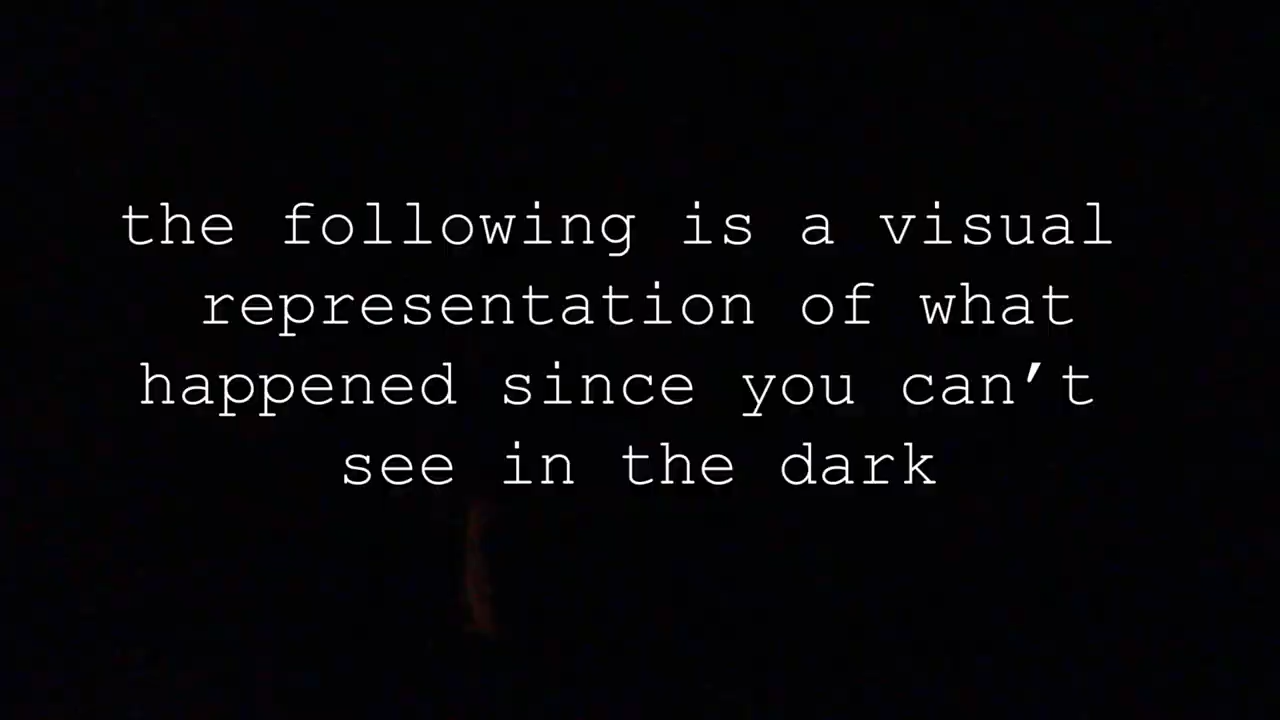 the following is a visual
representation of what
happened since you can’t
see in the dark